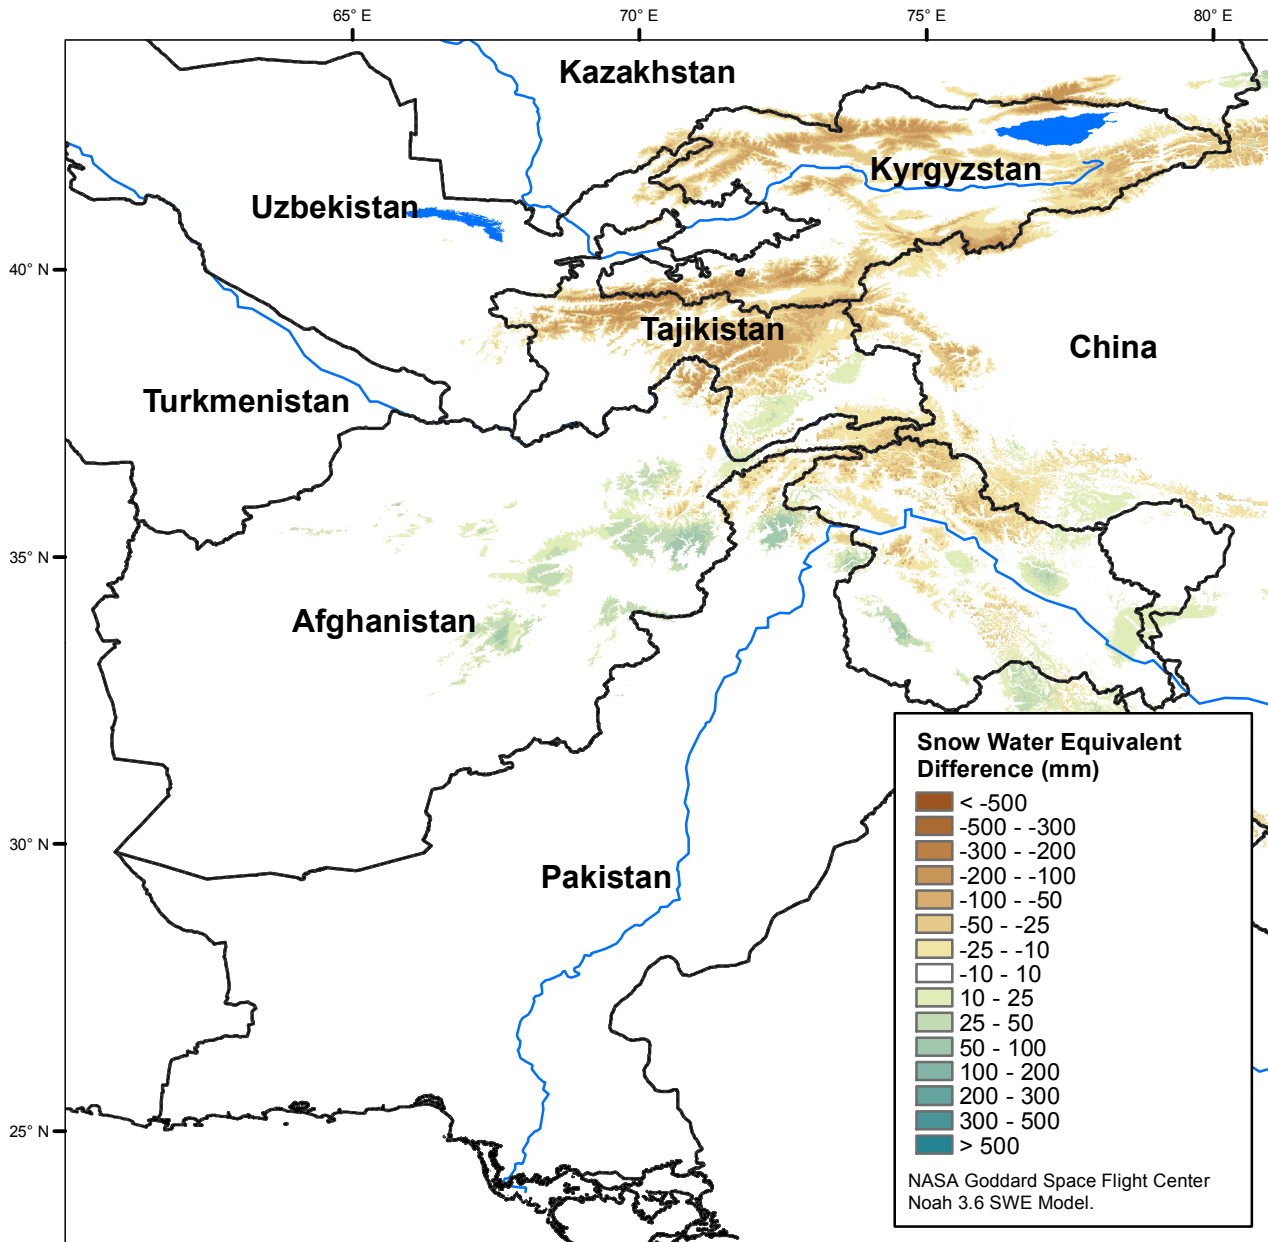 65° E
70° E
75° E
80° E
Kazakhstan
Kyrgyzstan
Uzbekistan
40° N
Tajikistan
China
Turkmenistan
35° N
Afghanistan
30° N
Pakistan
25° N
Snow Water Equivalent
Difference (mm)
< -500
-500 - -300
-300 - -200
-200 - -100
-100 - -50
-50 - -25
-25 - -10
-10 - 10
10 - 25
25 - 50
50 - 100
100 - 200
200 - 300
300 - 500
> 500
NASA Goddard Space Flight Center
Noah 3.6 SWE Model.